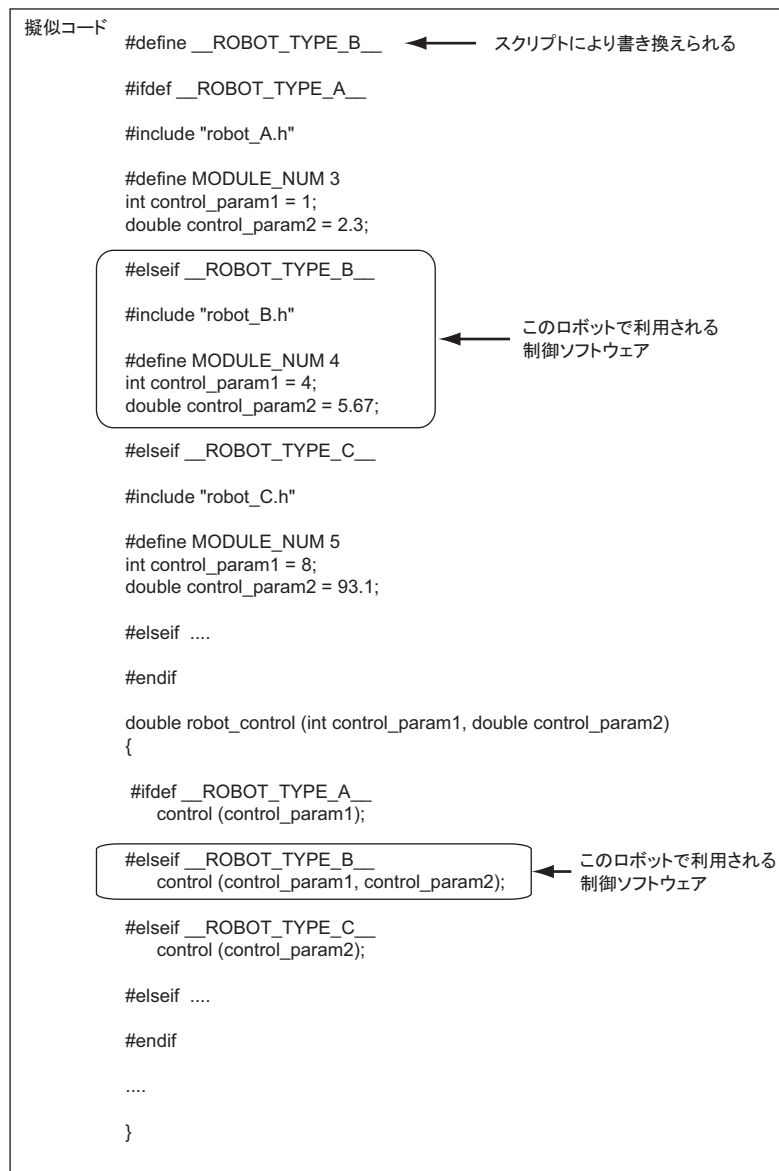 擬似コード
#define __ROBOT_TYPE_B__
スクリプトにより書き換えられる
#ifdef __ROBOT_TYPE_A__
#include "robot_A.h"
#define MODULE_NUM 3
int control_param1 = 1;
double control_param2 = 2.3;
#elseif __ROBOT_TYPE_B__
#include "robot_B.h"
#define MODULE_NUM 4
int control_param1 = 4;
double control_param2 = 5.67;
このロボットで利用される
制御ソフトウェア
#elseif __ROBOT_TYPE_C__
#include "robot_C.h"
#define MODULE_NUM 5
int control_param1 = 8;
double control_param2 = 93.1;
#elseif ....
#endif
double robot_control (int control_param1, double control_param2)
{
#ifdef __ROBOT_TYPE_A__
control (control_param1);
#elseif __ROBOT_TYPE_B__
control (control_param1, control_param2);
このロボットで利用される
制御ソフトウェア
#elseif __ROBOT_TYPE_C__
control (control_param2);
#elseif ....
#endif
....
}